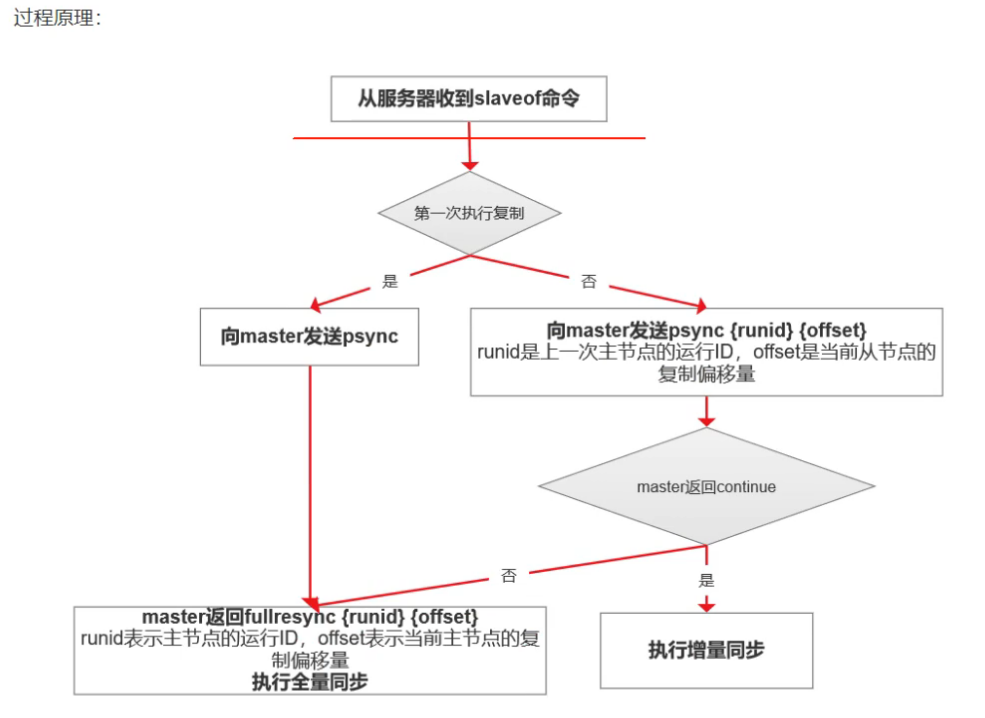 过程原理：
从服务器收到slaveof命令
第一次执行复制
是
否
向master发送psync
向master发送psync {runid} {offset}
runid是上一次主节点的运行ID，offset是当前从节点的
复制偏移量
master返回continue
否
是
master返回fullresync {runid} {offset}
runid表示主节点的运行ID，offset表示当前主节点的复
制偏移量
执行全量同步
执行增量同步